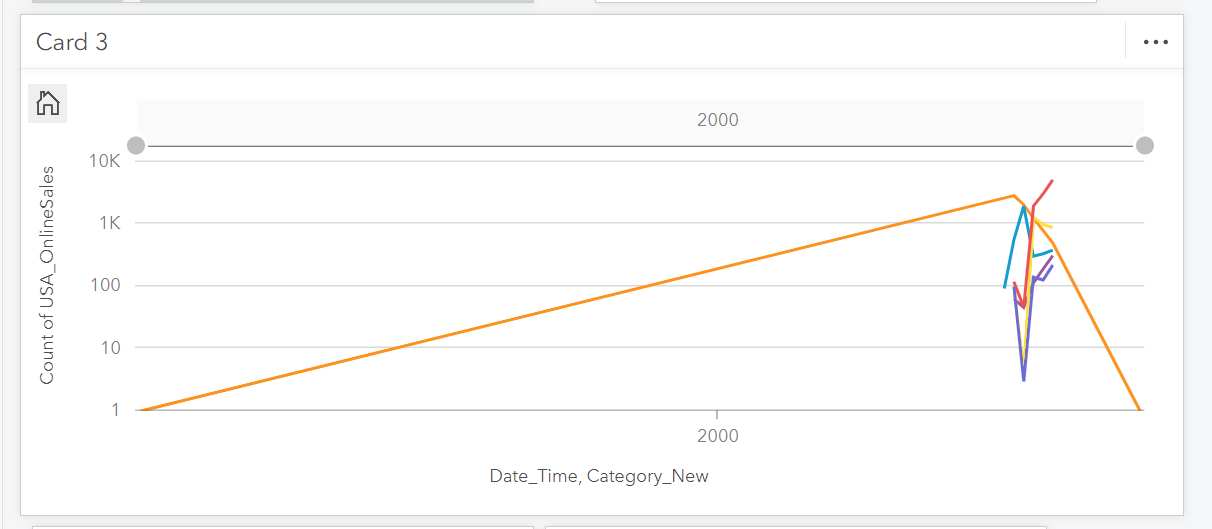 Card 3
2000
10K
1K
100
10
1
Count of USA_OnlineSales
2000
Date_Time, Category_New